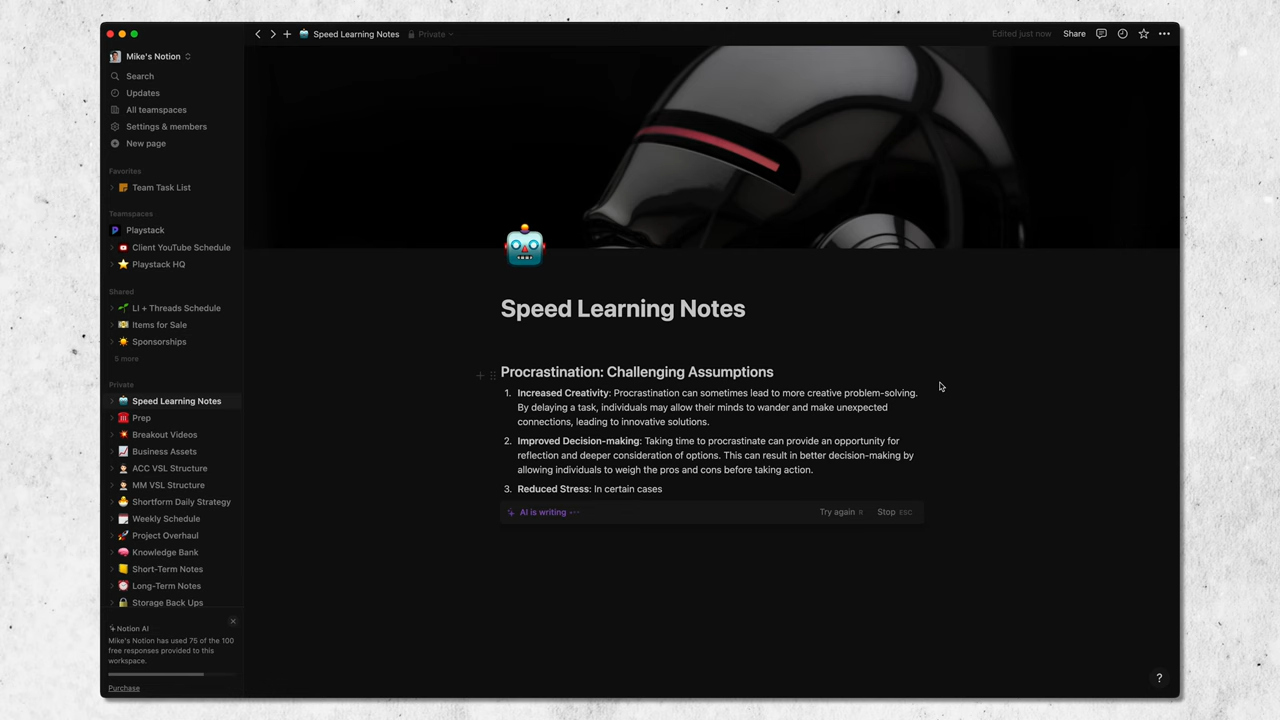 Mike's Notion
Search
Updates
All teamspaces
Settings & members
New page
Favorites
Team Task List
Teamspaces
P Playstack
Client YouTube Schedule
Playstack HQ
Shared
LI + Threads Schedule
Items for Sale
Sponsorships
5 more
Private
Speed Learning Notes
Prep
Breakout Videos
Business Assets
ACC VSL Structure
MM VSL Structure
Shortform Daily Strategy
Weekly Schedule
Project Overhaul
Knowledge Bank
Short-Term Notes
Long-Term Notes
Storage Back Ups
Notion AI
Mike's Notion has used 75 of the 100
free responses provided to this
workspace.
Purchase
Speed Learning Notes Private Edited just now Share
Speed Learning Notes
Procrastination: Challenging Assumptions
1. Increased Creativity: Procrastination can sometimes lead to more creative problem-solving.
By delaying a task, individuals may allow their minds to wander and make unexpected
connections, leading to innovative solutions.
2. Improved Decision-making: Taking time to procrastinate can provide an opportunity for
reflection and deeper consideration of options. This can result in better decision-making by
allowing individuals to weigh the pros and cons before taking action.
3. Reduced Stress: In certain cases
AI is writing Try again R Stop ESC
?